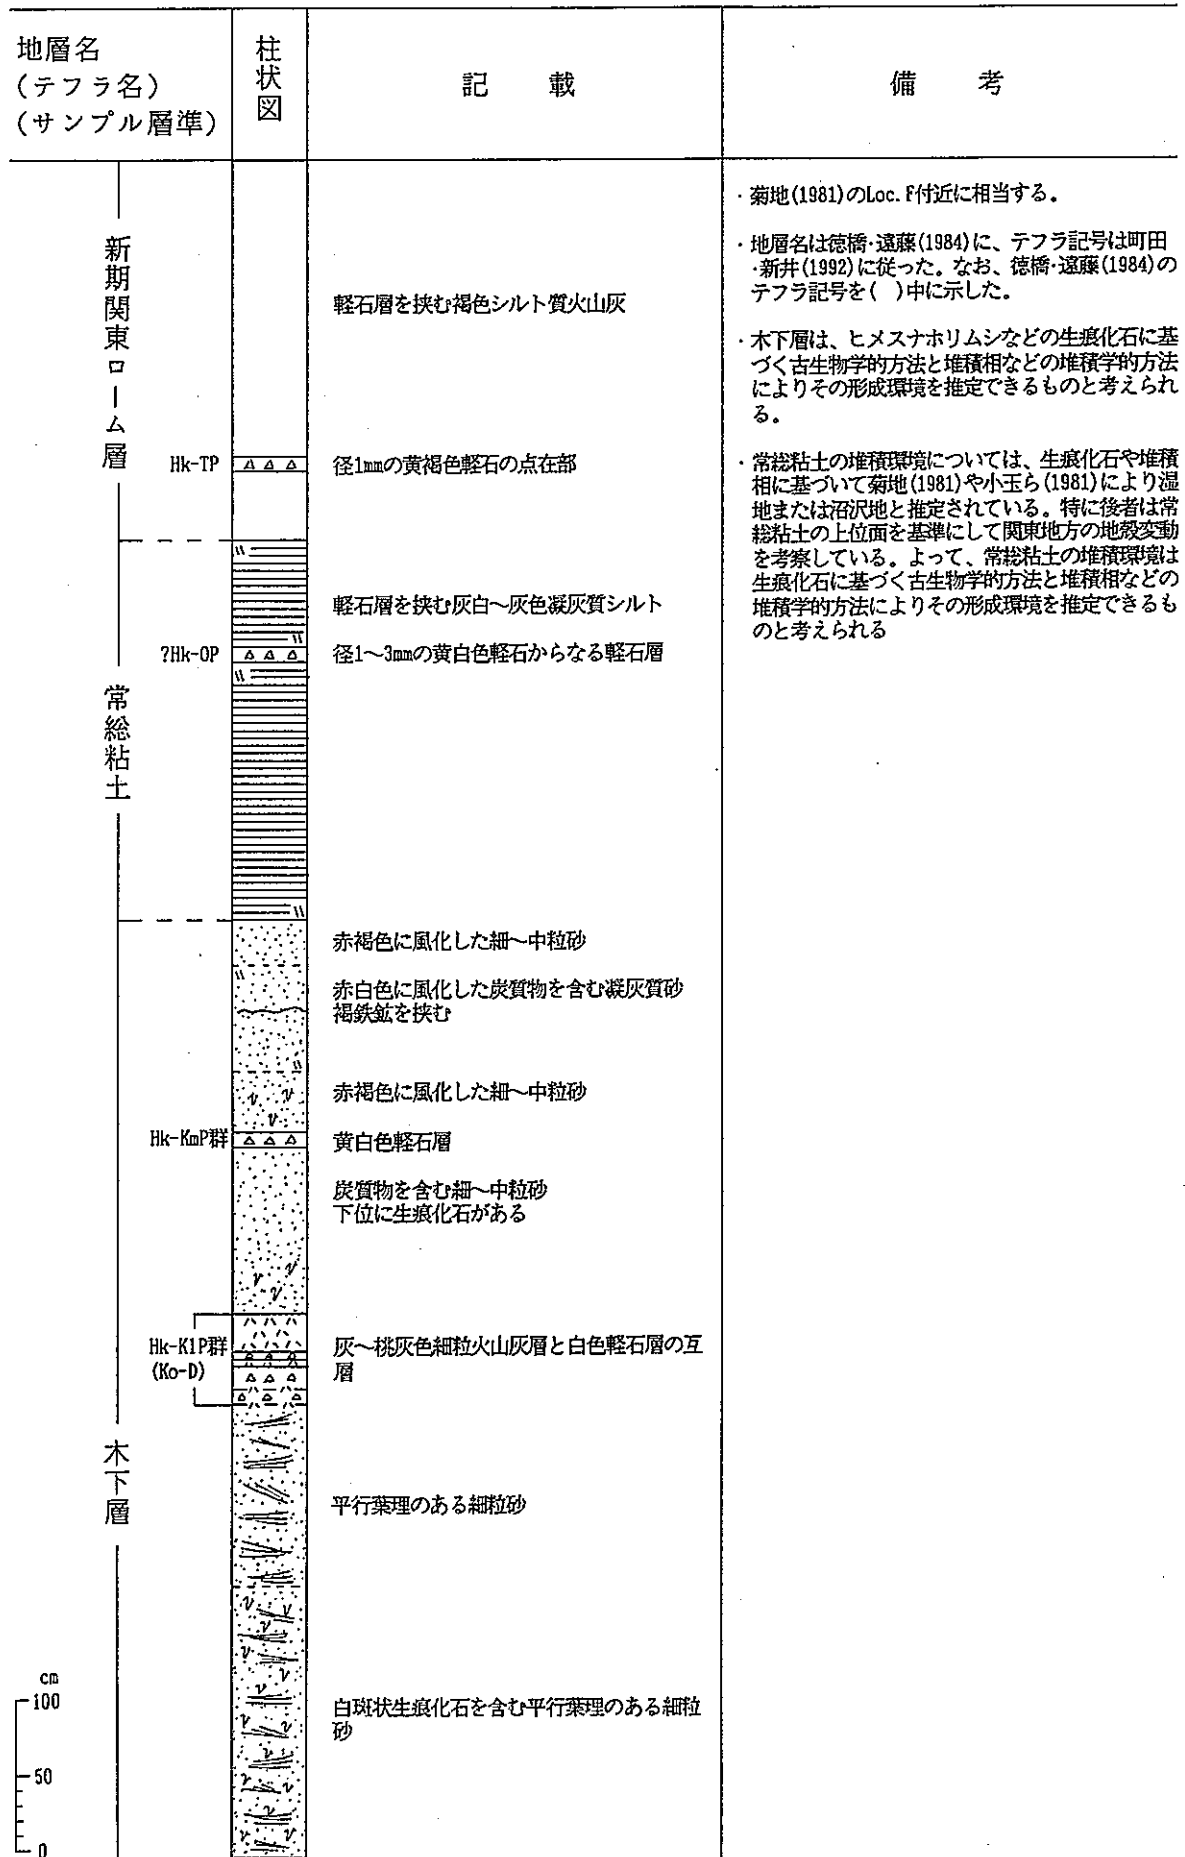 地層名
(テフラ名)
(サンプル層準)
柱状図
記　載
備　考
新期関東ローム層
Hk-TP
?Hk-OP
常総粘土
Hk-KmP群
Hk-KlP群
(Ko-D)
木下層
cm
100
50
0
軽石層を挟む褐色シルト質火山灰
径1mmの黄褐色軽石の点在部
軽石層を挟む灰白～灰色凝灰質シルト
径1～3mmの黄白色軽石からなる軽石層
赤褐色に風化した細～中粒砂
赤白色に風化した炭質物を含む凝灰質砂
褐鉄鉱を挟む
赤褐色に風化した細～中粒砂
黄白色軽石層
炭質物を含む細～中粒砂
下位に生痕化石がある
灰～桃灰色細粒火山灰層と白色軽石層の互
層
平行葉理のある細粒砂
白斑状生痕化石を含む平行葉理のある細粒
砂
・菊地(1981)のLoc.F付近に相当する。
・地層名は徳橋・遠藤(1984)に、テフラ記号は町田
・新井(1992)に従った。なお、徳橋・遠藤(1984)の
テフラ記号を( )中に示した。
・木下層は、ヒメスナホリムシなどの生痕化石に基
づく古生物学的方法と堆積相などの堆積学的方法
によりその形成環境を推定できるものと考えられ
る。
・常総粘土の堆積環境については、生痕化石や堆積
相に基づいて菊地(1981)や小玉ら(1981)により湿
地または沼沢地と推定されている。特に後者は常
総粘土の上位面を基準にして関東地方の地殻変動
を考察している。よって、常総粘土の堆積環境は
生痕化石に基づく古生物学的方法と堆積相などの
堆積学的方法によりその形成環境を推定できるも
のと考えられる